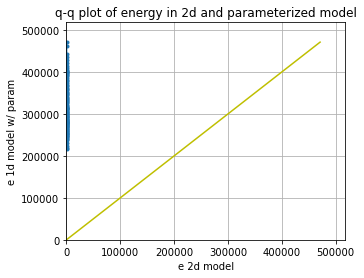 q-q plot of energy in 2d and parameterized model
500000
400000
300000
200000
100000
0
e 1d model w/ param
0 100000 200000 300000 400000 500000
e 2d model